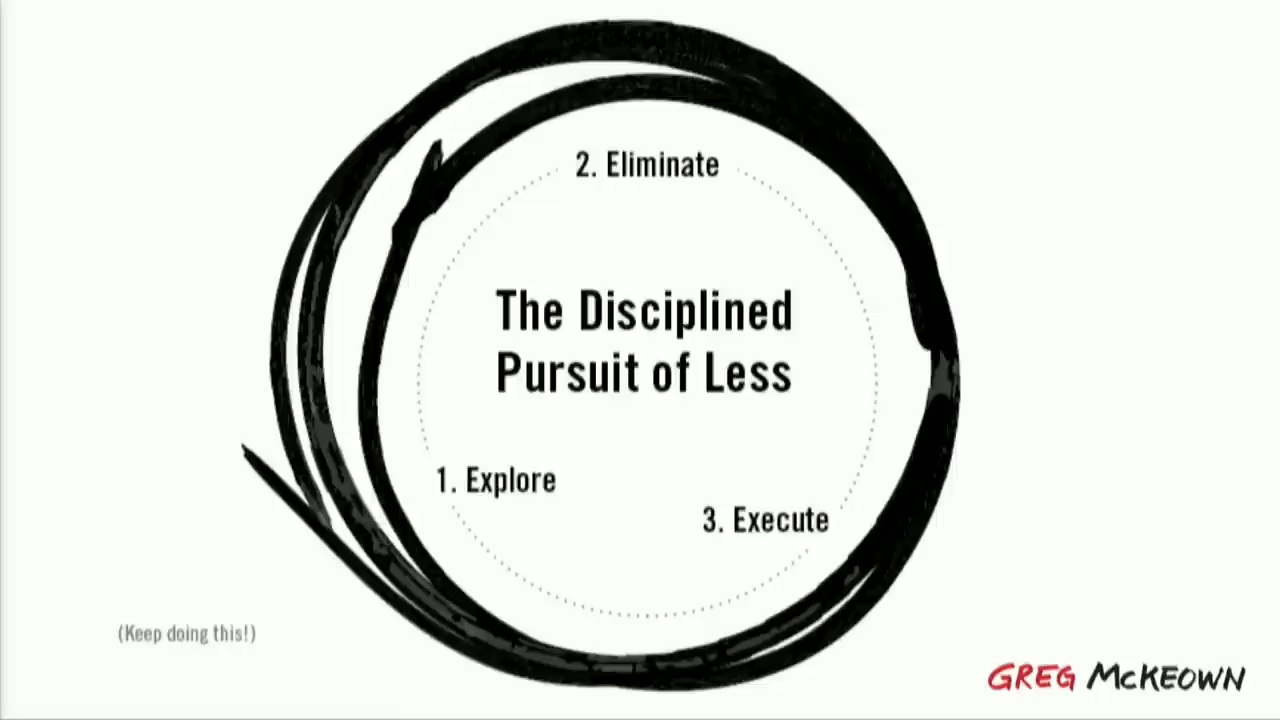 2. Eliminate
The Disciplined
Pursuit of Less
1. Explore
3. Execute
(Keep doing this!)
GREG MCKEOWN